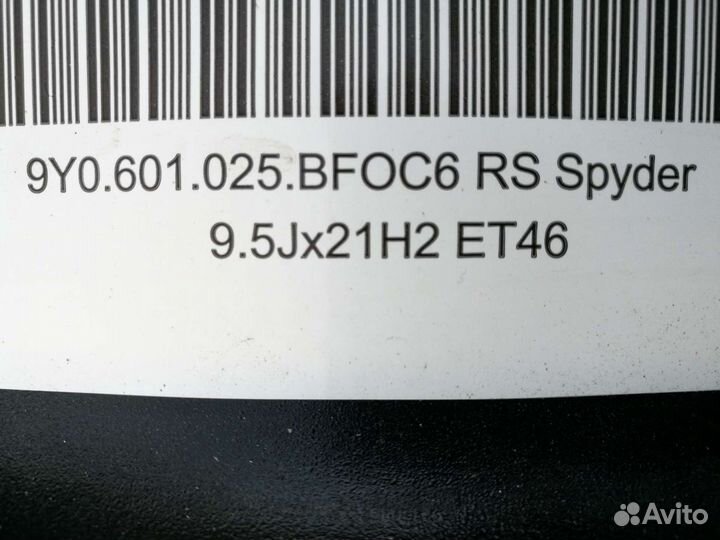 9Y0.601.025.BFOC6 RS Spyder
9.5Jx21H2 ET46
Avito